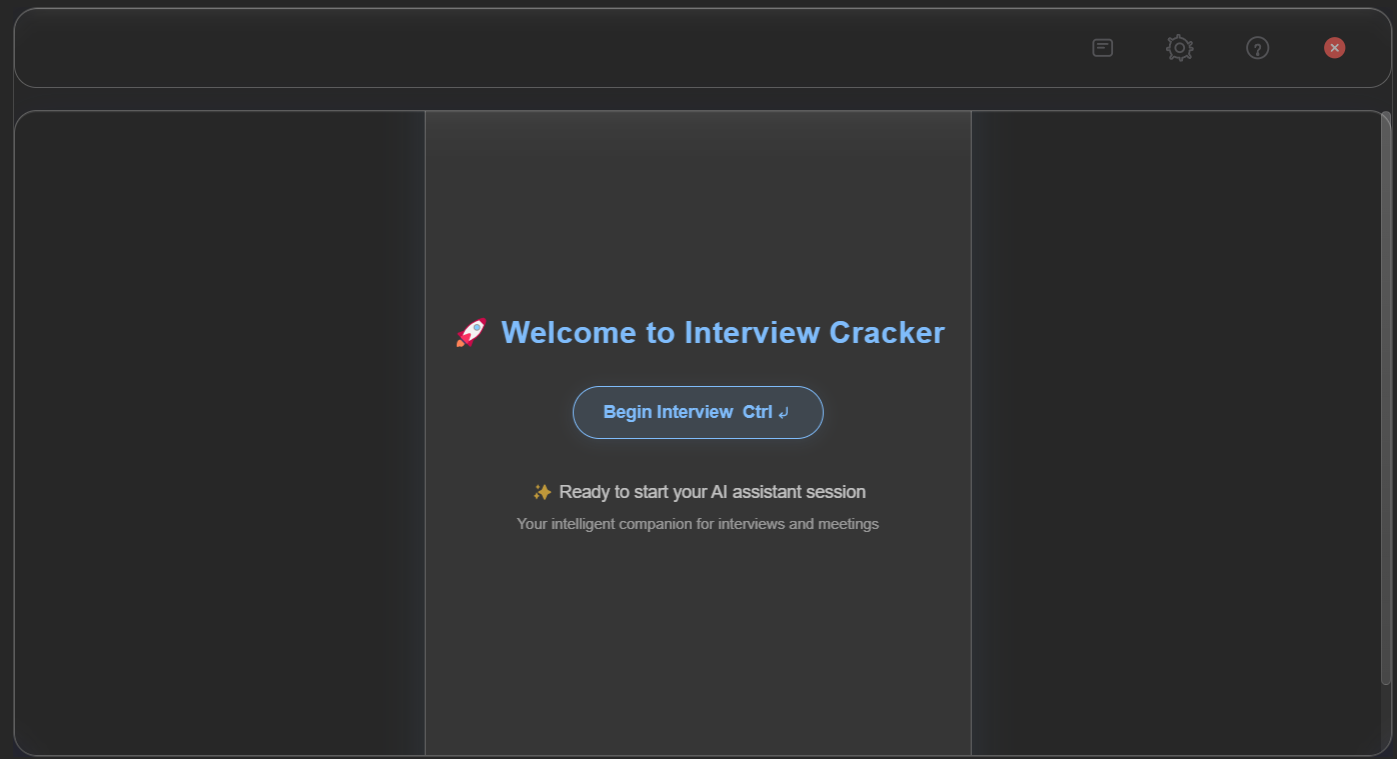 🚀 Welcome to Interview Cracker
Begin Interview Ctrl ↵
✨ Ready to start your AI assistant session
Your intelligent companion for interviews and meetings